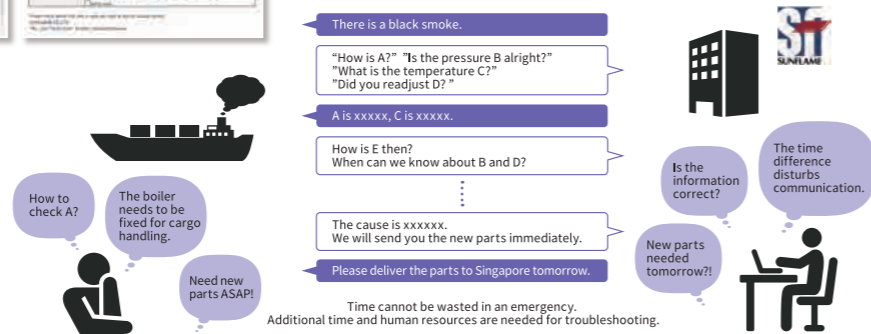 There is a black smoke.
“How is A?” ”Is the pressure B alright?”
”What is the temperature C?”
”Did you readjust D? ”
A is xxxxx, C is xxxxx.
How is E then?
When can we know about B and D?
The cause is xxxxxx.
We will send you the new parts immediately.
Please deliver the parts to Singapore tomorrow.
How to
check A?
The boiler
needs to be
fixed for cargo
handling.
Need new
parts ASAP!
SUNFLAME
Is the
information
correct?
The time
difference
disturbs
communication.
New parts
needed
tomorrow?!
Time cannot be wasted in an emergency.
Additional time and human resources are needed for troubleshooting.